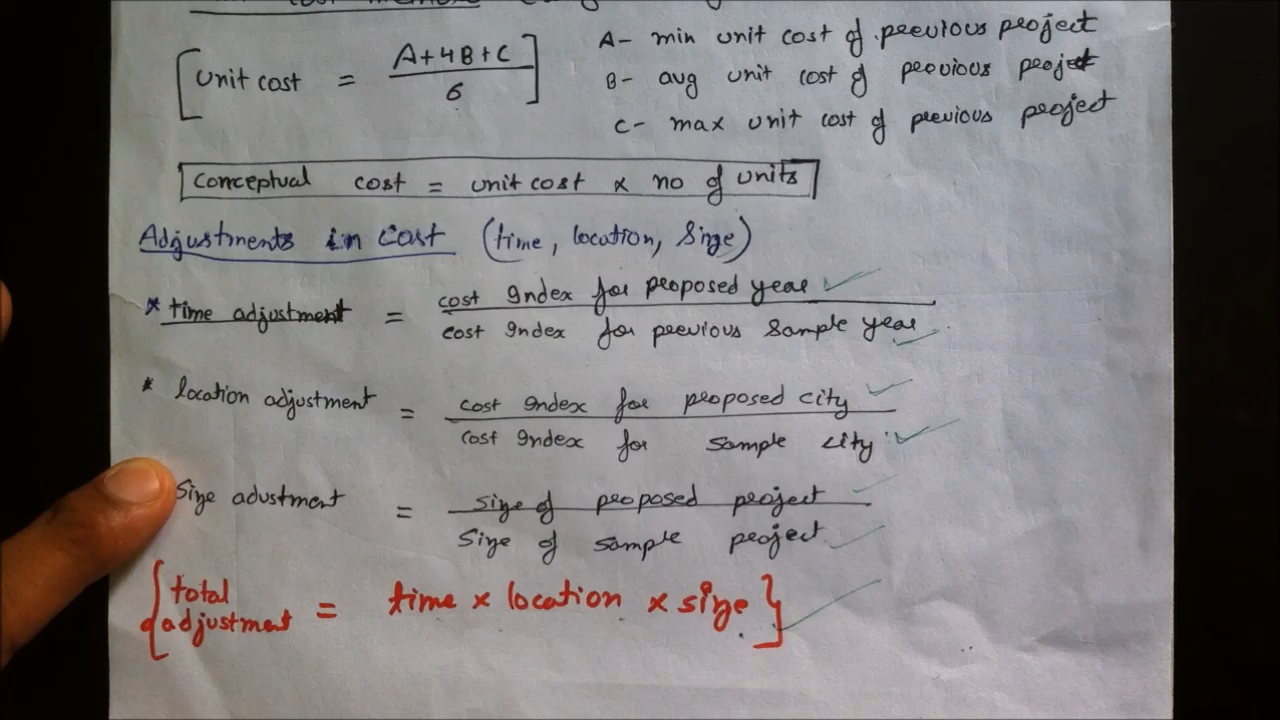 Unit cost = A+4B+C
6
A- min unit cost of previous project
B- avg unit cost of previous project
C- max unit cost of previous project
Conceptual cost = unit cost x no of units
Adjustments in Cost (time, location, Size)
* time adjustment = cost Index for proposed year
cost Index for previous sample year
* location adjustment = cost Index for proposed city
cost Index for sample city
Size adustment = size of proposed project
Size of sample project
{total adjustment = time x location x size}